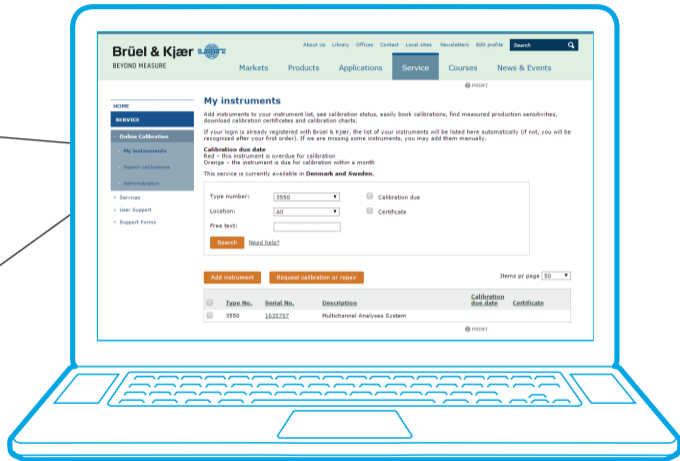 Brüel & Kjær
BEYOND MEASURE
About Us Library Offices Contact Local sites Newsletters Edit profile Search
Markets Products Applications Service Courses News & Events
PRINT
HOME
SERVICE
Online Calibration
My instruments
Search calibrations
Administration
Services
User Support
Support Forms
My instruments
Add instruments to your instrument list, see calibration status, easily book calibrations, find measured production sensitivities,
download calibration certificates and calibration charts.
If your login is already registered with Brüel & Kjær, the list of your instruments will be listed here automatically (if not, you will be
recognized after your first order). If we are missing some instruments, you may add them manually.
Calibration due date
Red – this instrument is overdue for calibration
Orange – the instrument is due for calibration within a month
This service is currently available in Denmark and Sweden.
Type number: 3550 Calibration due
Location: All Certificate
Free text:
Search Need help?
Add instrument Request calibration or repair Items pr page 50
Type No. Serial No. Description Calibration due date Certificate
3550 1635797 Multichannel Analyses System
PRINT